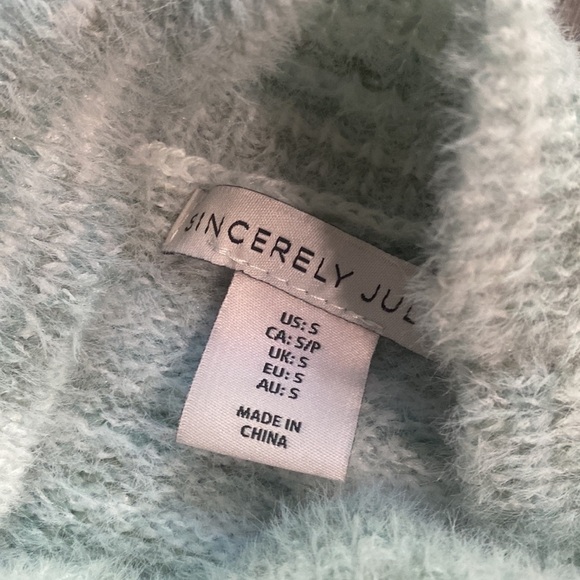 SINCERELY JUL
US: S
CA: S/P
UK: S
EU: S
AU: S
MADE IN
CHINA